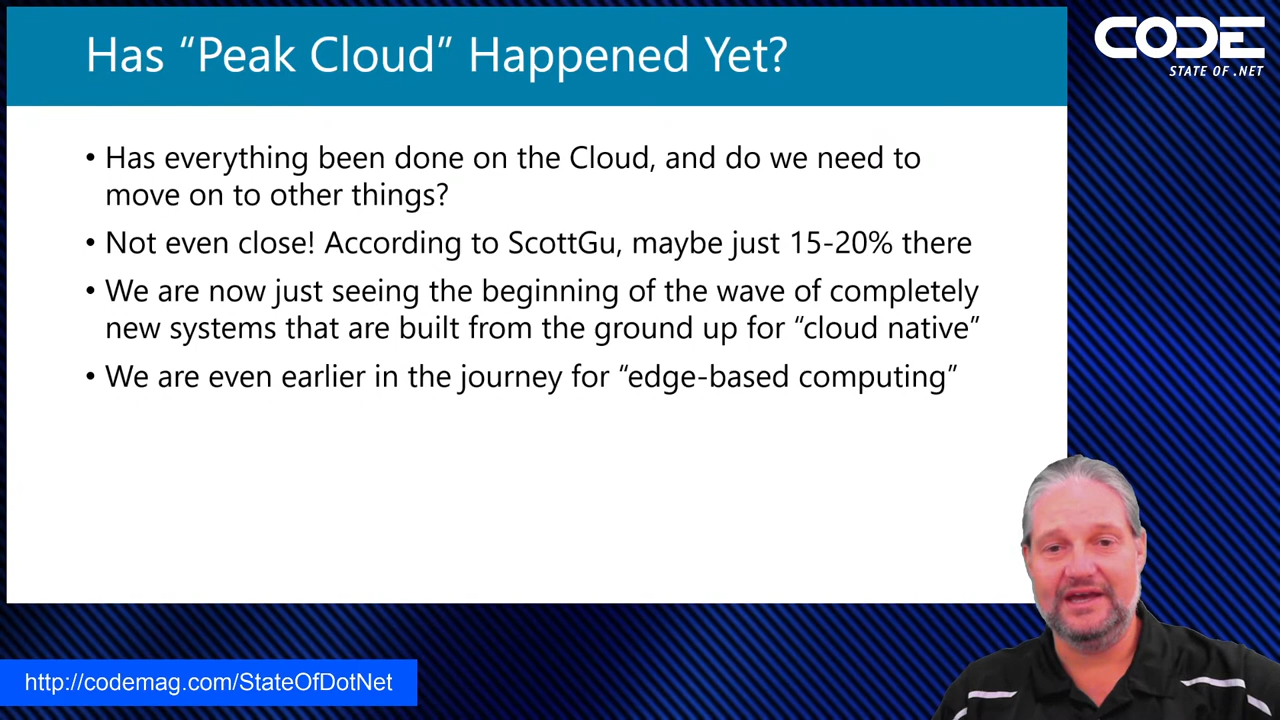 Has “Peak Cloud” Happened Yet?
CODE
STATE OF .NET
• Has everything been done on the Cloud, and do we need to
move on to other things?
• Not even close! According to ScottGu, maybe just 15-20% there
• We are now just seeing the beginning of the wave of completely
new systems that are built from the ground up for “cloud native”
• We are even earlier in the journey for “edge-based computing”
http://codemag.com/StateOfDotNet